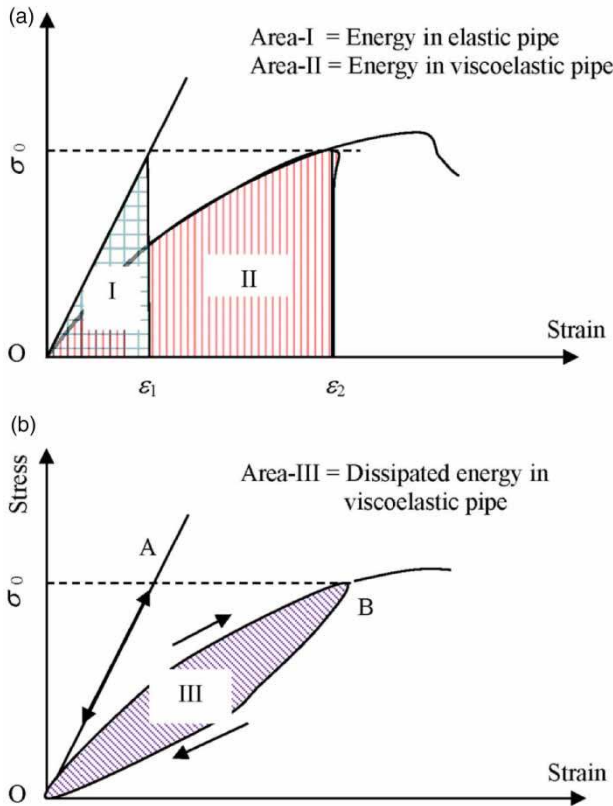 (a)
Area-I = Energy in elastic pipe
Area-II = Energy in viscoelastic pipe
σ0
I
II
O
Strain
ε1
ε2
(b)
Stress
Area-III = Dissipated energy in
viscoelastic pipe
A
σ0
B
III
O
Strain